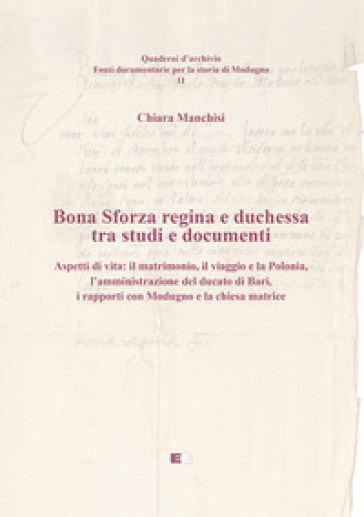 Quaderni d'archivio
Fonti documentarie per la storia di Modugno
11
Chiara Manchisi
Bona Sforza regina e duchessa
tra studi e documenti
Aspetti di vita: il matrimonio, il viaggio e la Polonia,
l'amministrazione del ducato di Bari,
i rapporti con Modugno e la chiesa matrice